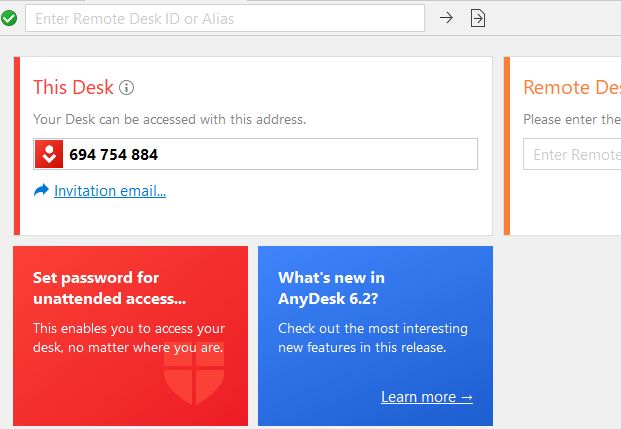 Enter Remote Desk ID or Alias
This Desk
Your Desk can be accessed with this address.
694 754 884
Invitation email...
Remote Des
Please enter the
Enter Remote
Set password for
unattended access...
This enables you to access your
desk, no matter where you are.
What's new in
AnyDesk 6.2?
Check out the most interesting
new features in this release.
Learn more →